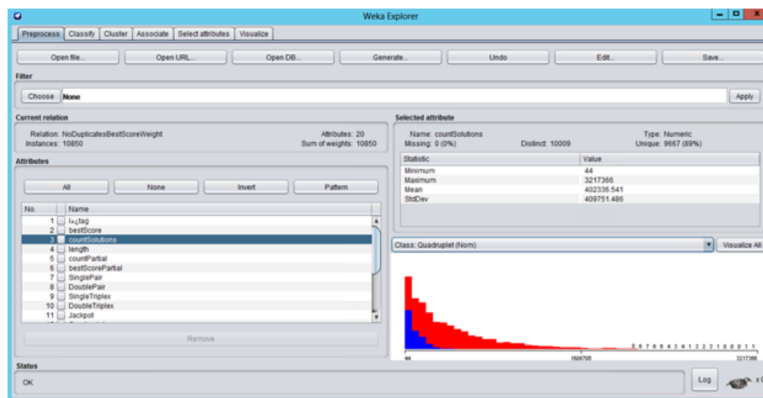 Weka Explorer
Preprocess Classify Cluster Associate Select attributes Visualize
Open file... Open URL... Open DB... Generate... Undo Edit... Save...
Filter
Choose None Apply
Current relation
Relation: NoDuplicatesBestScoreWeight Attributes: 20
Instances: 10850 Sum of weights: 10850
Attributes
All None Invert Pattern
No. Name
1 ï»¿tag
2 bestScore
3 countSolutions
4 length
5 countPartial
6 bestScorePartial
7 SinglePair
8 DoublePair
9 SingleTriplex
10 DoubleTriplex
11 Jackpot
Remove
Selected attribute
Name: countSolutions Type: Numeric
Missing: 0 (0%) Distinct: 10009 Unique: 9667 (89%)
Statistic Value
Minimum 44
Maximum 3217366
Mean 402336.541
StdDev 409751.486
Class: Quadruplet (Nom) Visualize All
44 1608705 3217366
Status
OK
Log x 0